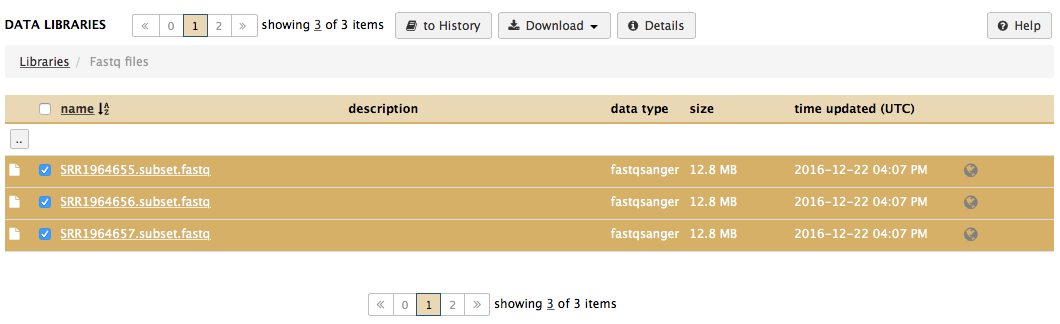 DATA LIBRARIES « 0 1 2 » showing 3 of 3 items to History Download Details Help
Libraries / Fastq files
name description data type size time updated (UTC)
..
SRR1964655.subset.fastq fastqsanger 12.8 MB 2016-12-22 04:07 PM
SRR1964656.subset.fastq fastqsanger 12.8 MB 2016-12-22 04:07 PM
SRR1964657.subset.fastq fastqsanger 12.8 MB 2016-12-22 04:07 PM
« 0 1 2 » showing 3 of 3 items